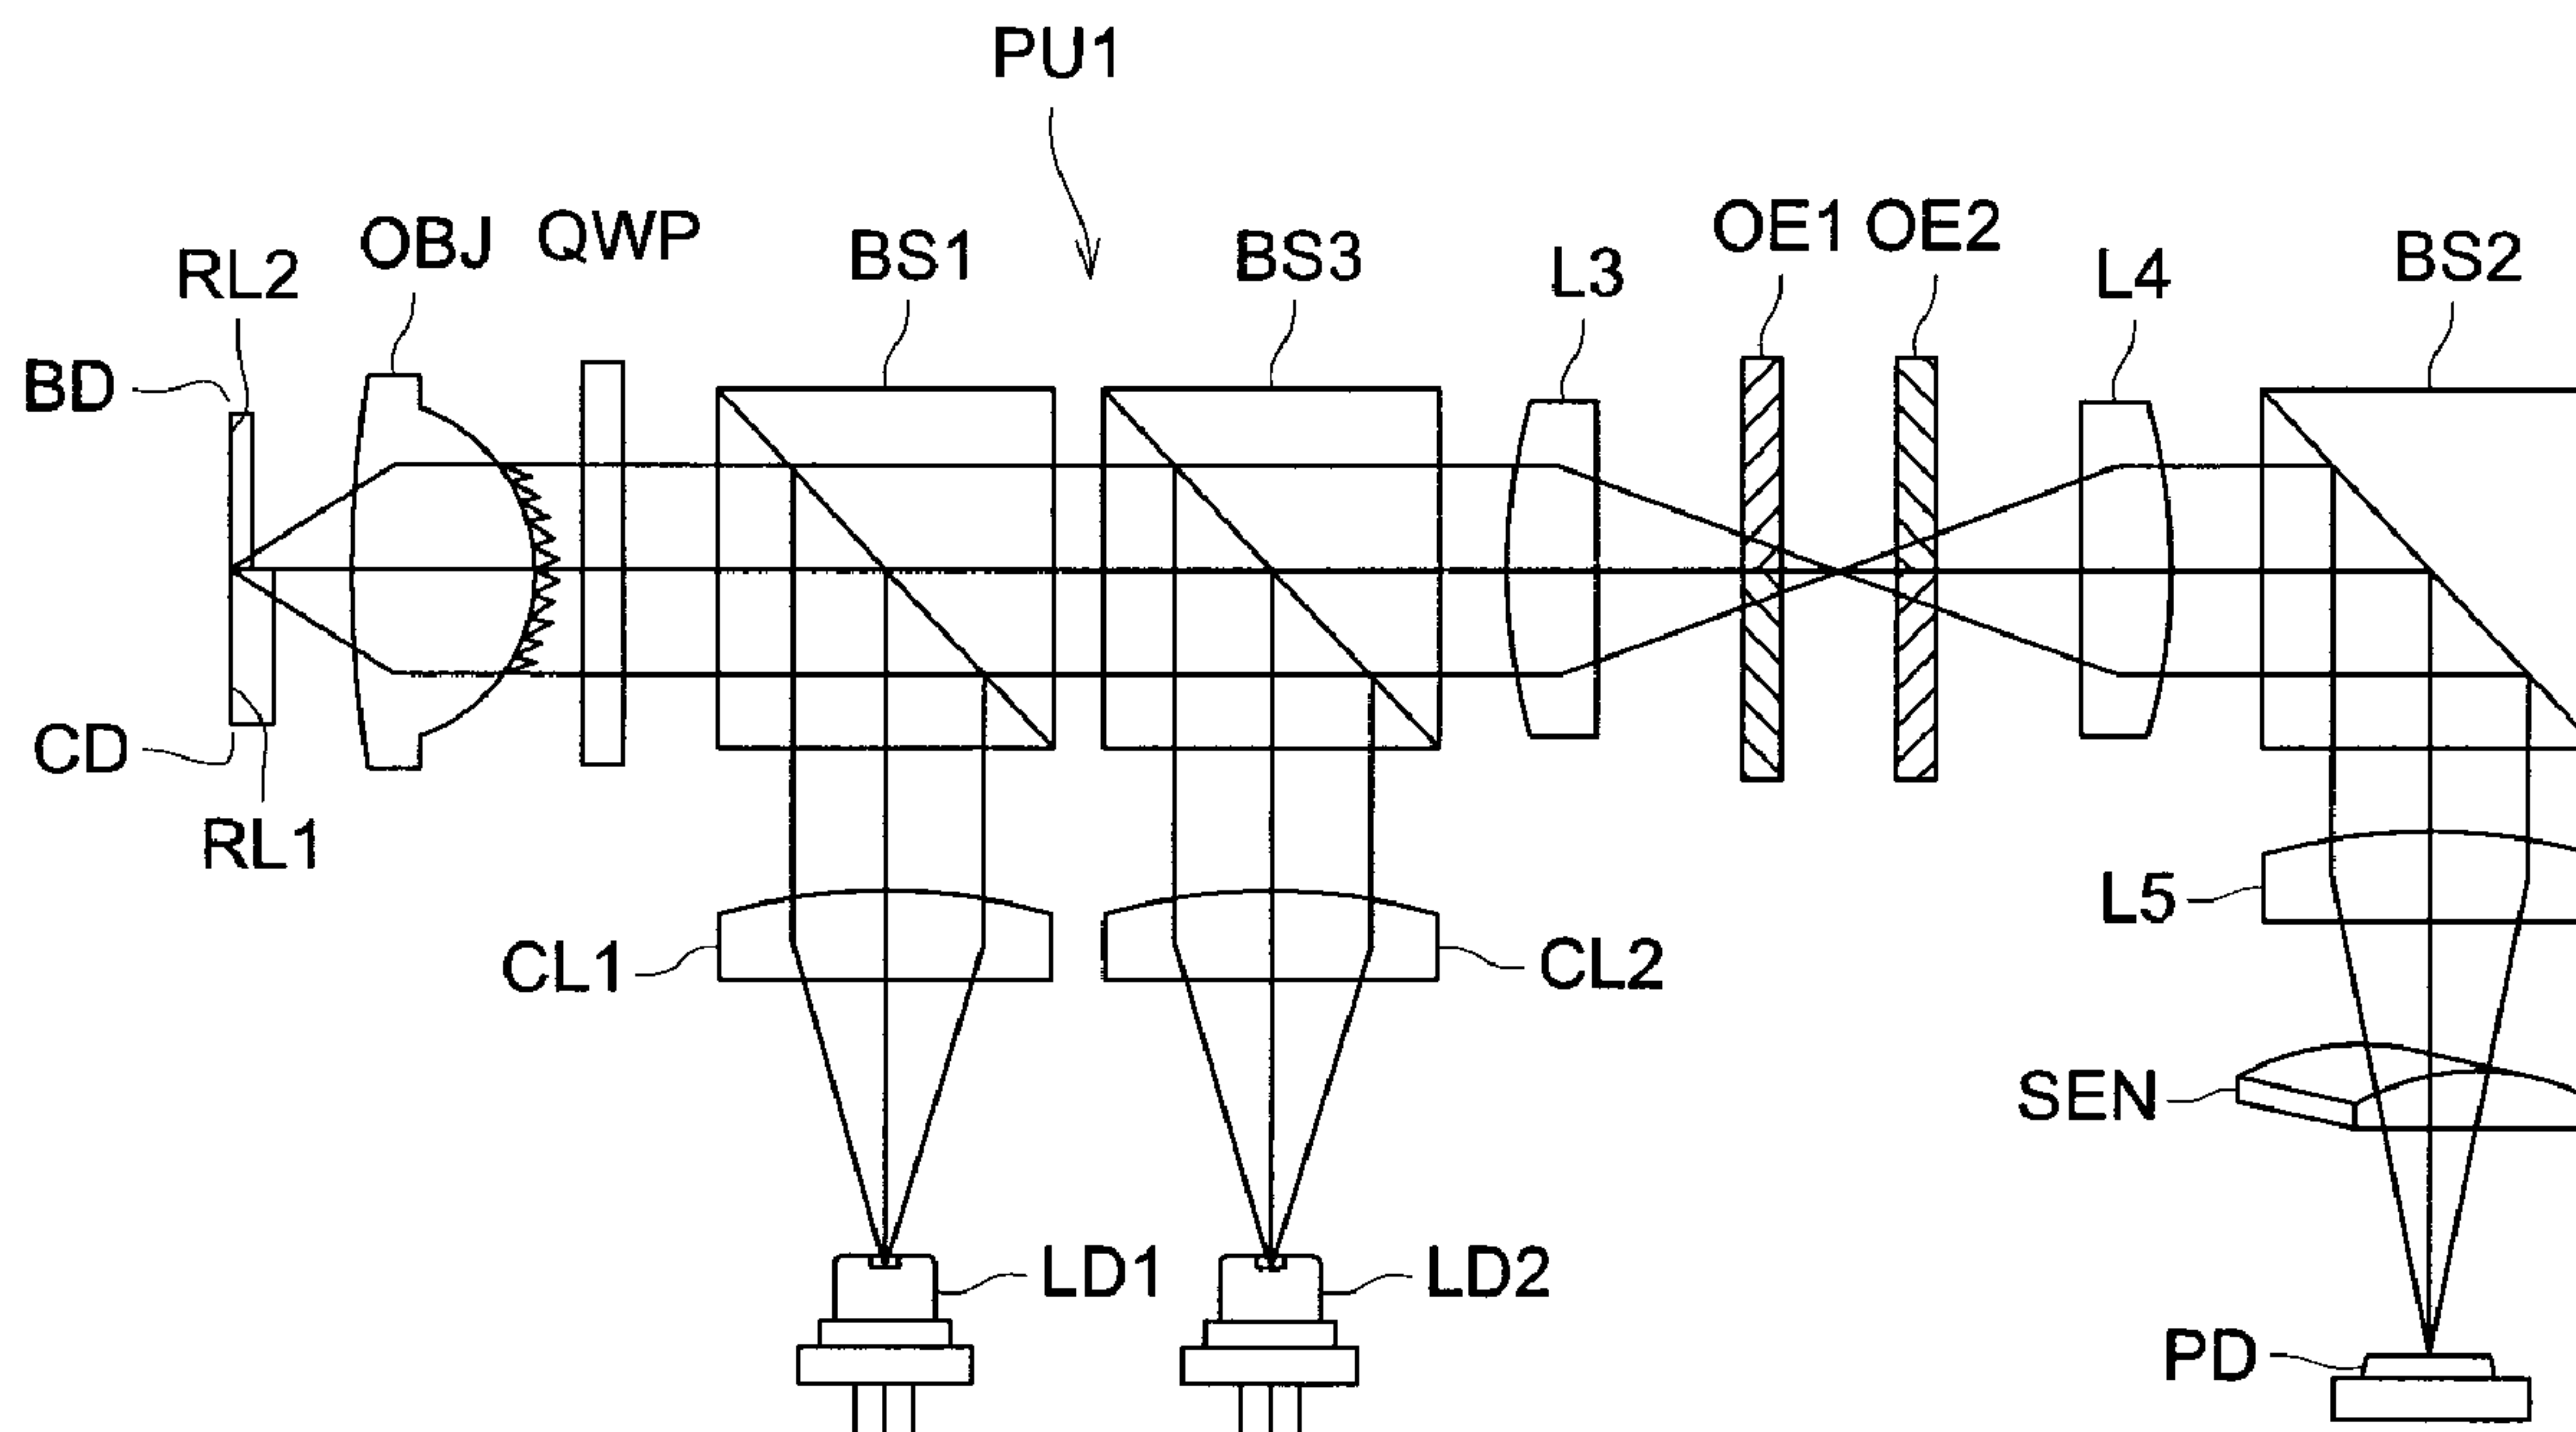 PU1
RL2
OBJ
QWP
BS1
BS3
L3
OE1
OE2
L4
BS2
BD
CD
RL1
CL1
CL2
L5
SEN
LD1
LD2
PD